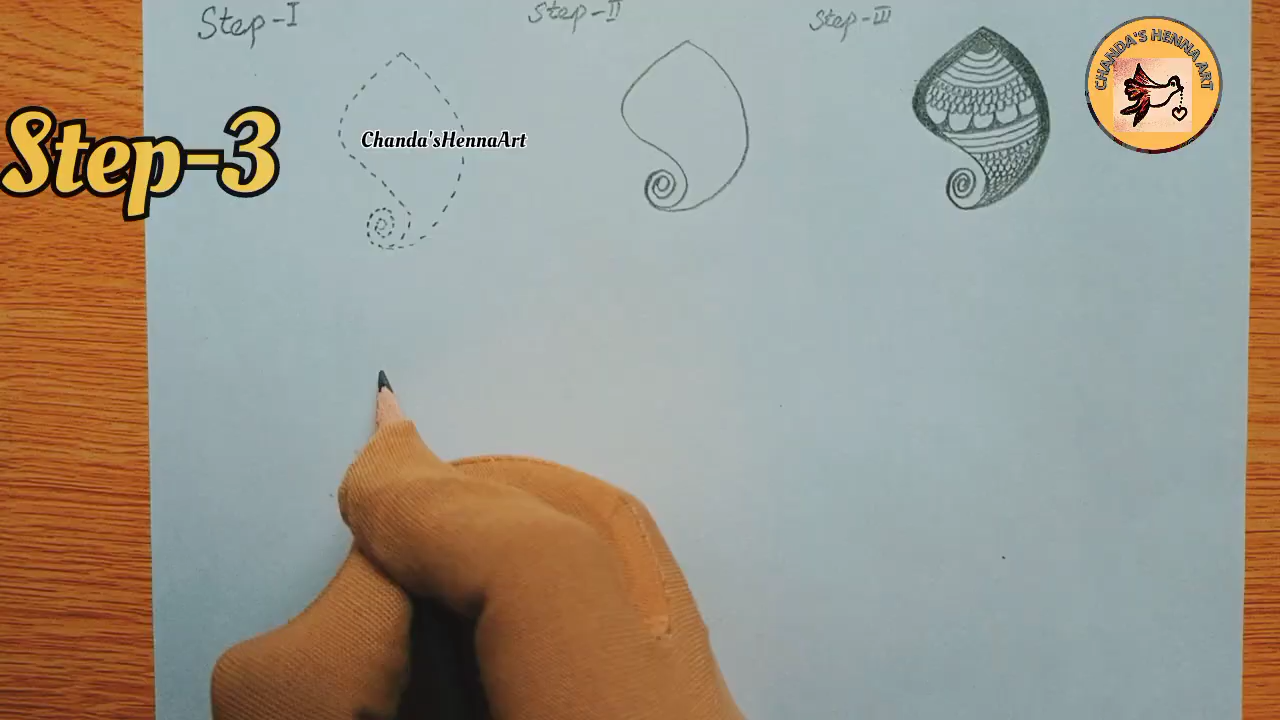 Step-I
Step-II
Step-III
CHANDA'S HENNA ART
Step-3
Chanda'sHennaArt